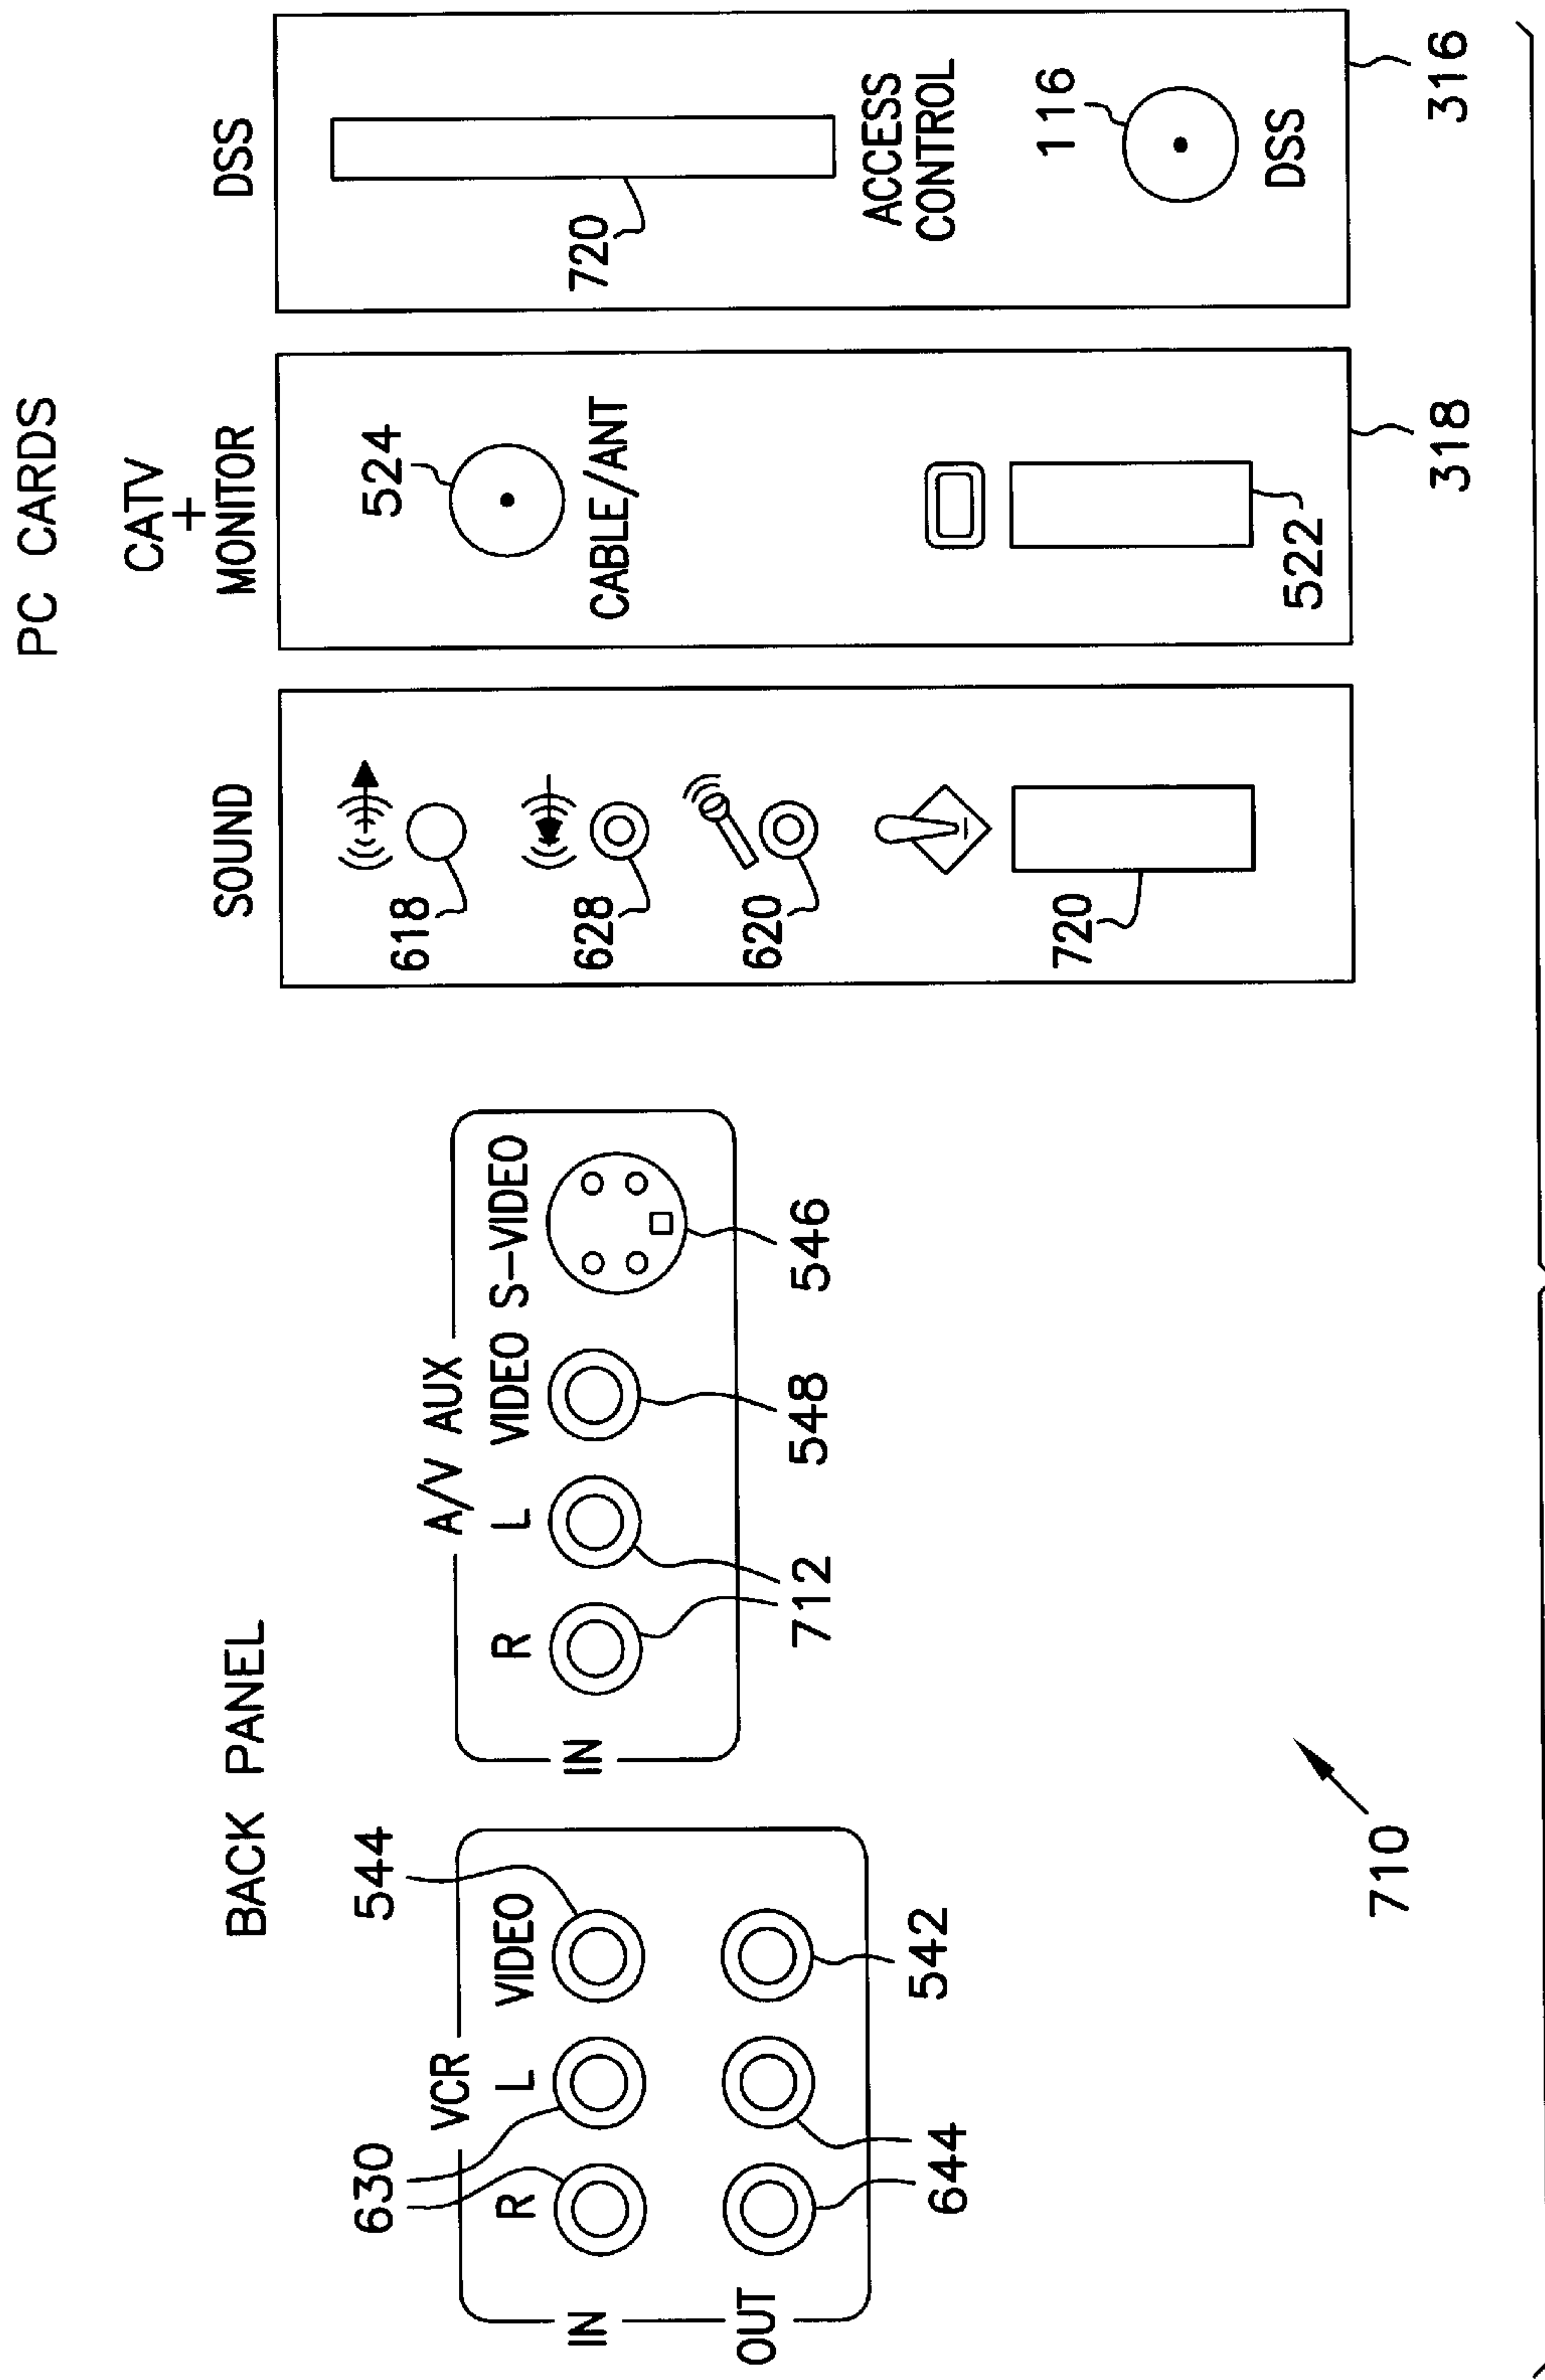 BACK PANEL
VCR
R L VIDEO
IN
OUT
630
544
644
542
A/V AUX
R L VIDEO S-VIDEO
IN
712
548
546
710
PC CARDS
SOUND
618
628
620
720
CATV
+
MONITOR
524
CABLE/ANT
522
318
DSS
720
ACCESS
CONTROL
116
DSS
316